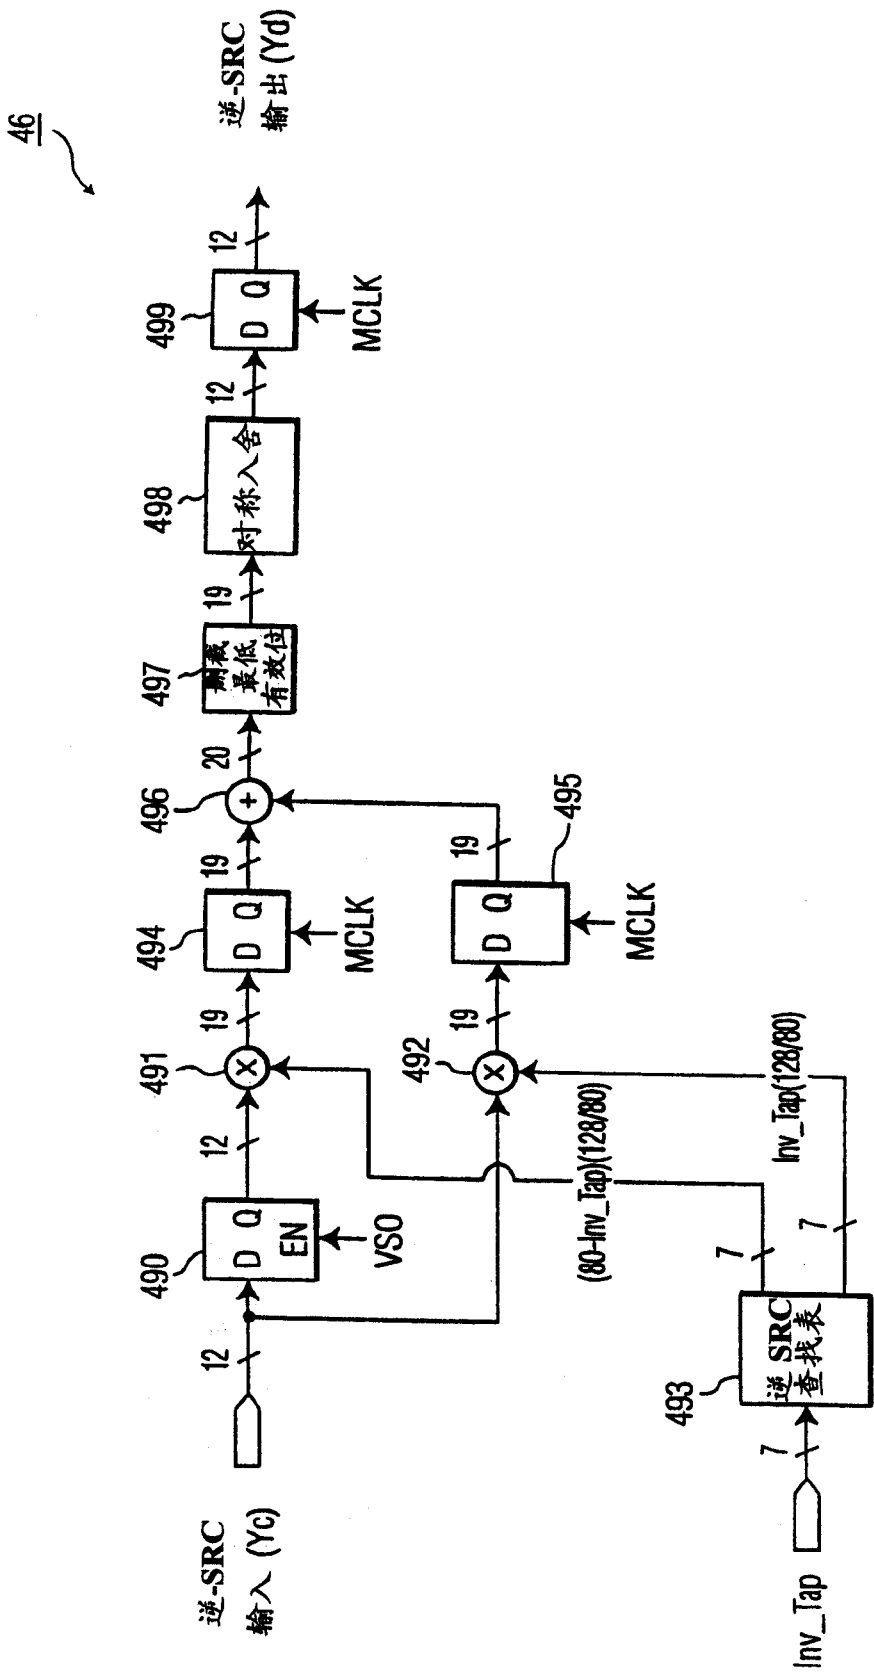 46
逆-SRC
输入 (Yc)
12
490
D Q
EN
VSO
12
491
X
19
494
D Q
MCLK
19
496
+
20
497
删截
最低
有效位
19
498
对称入舍
12
499
D Q
MCLK
12
逆-SRC
输出 (Yd)
492
X
19
495
D Q
MCLK
19
(80-Inv_Tap)(128/80)
Inv_Tap(128/80)
7
7
493
逆SRC
查找表
7
Inv_Tap